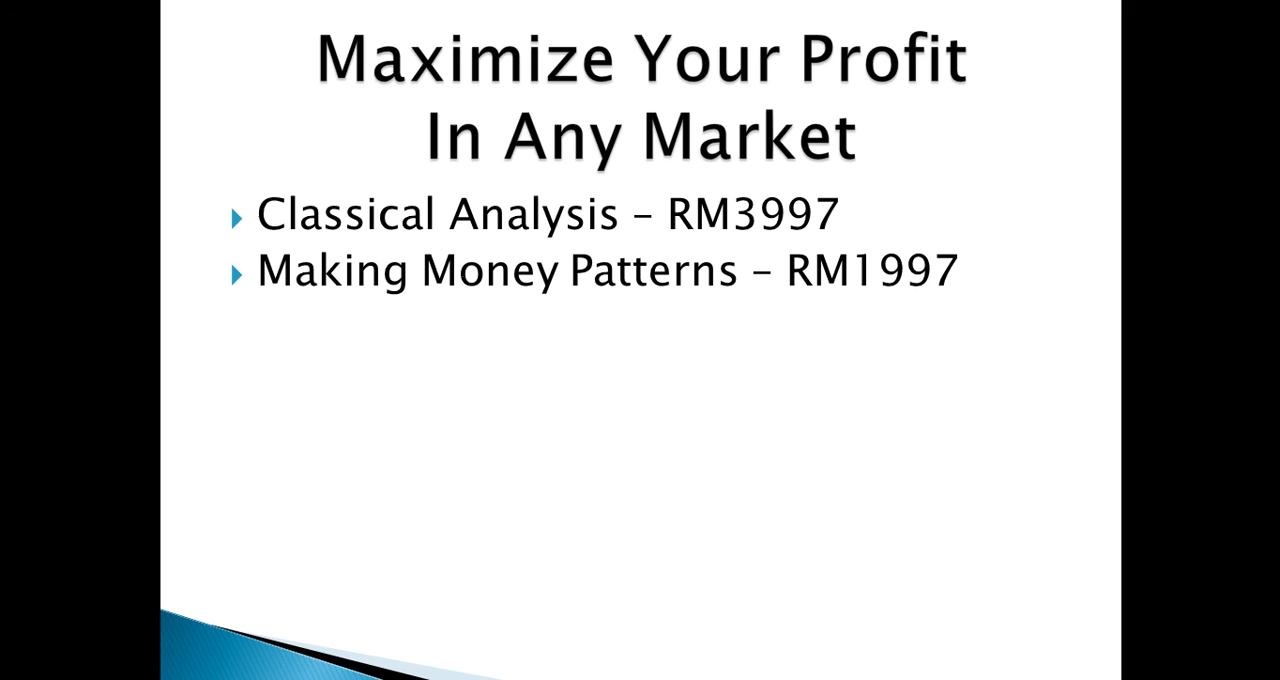 Maximize Your Profit
In Any Market
Classical Analysis – RM3997
Making Money Patterns – RM1997